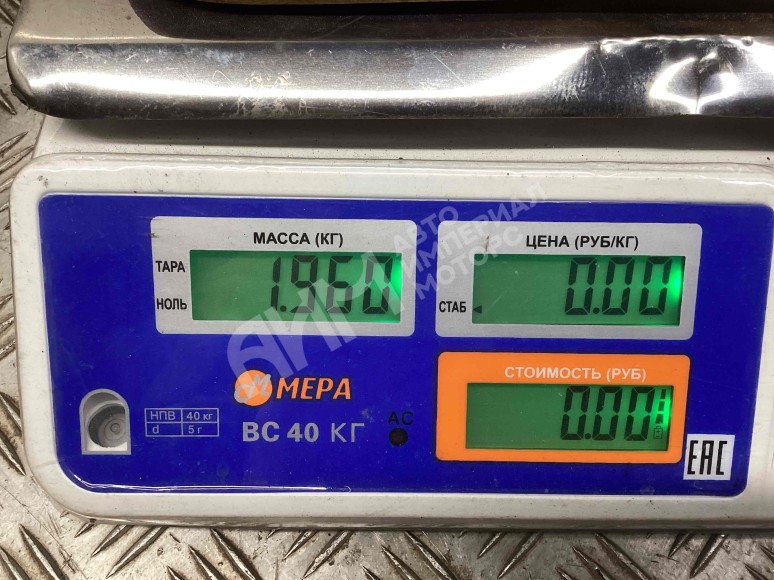 МАССА (КГ)
ТАРА
НОЛЬ
1.960
ЦЕНА (РУБ/КГ)
СТАБ
0.00
СТОИМОСТЬ (РУБ)
0.00
МЕРА
НПВ 40 кг
d 5 г
ВС 40 КГ
AC
EAC
АИМ
АВТО
ИМПЕРИАЛ
МОТОРС